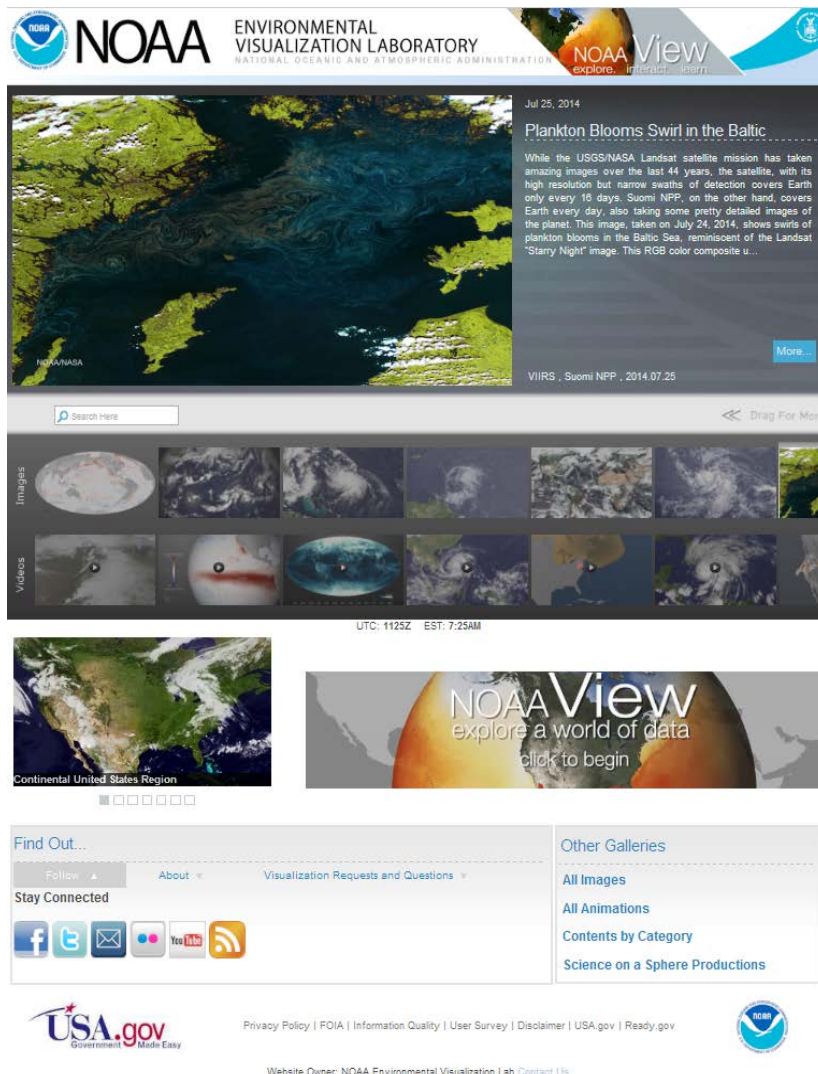 NOAA
NOAA
ENVIRONMENTAL
VISUALIZATION LABORATORY
NATIONAL OCEANIC AND ATMOSPHERIC ADMINISTRATION
NOAA View
explore. interact. learn
Jul 25, 2014
Plankton Blooms Swirl in the Baltic
While the USGS/NASA Landsat satellite mission has taken
amazing images over the last 44 years, the satellite, with its
high resolution but narrow swaths of detection covers Earth
only every 16 days. Suomi NPP, on the other hand, covers
Earth every day, also taking some pretty detailed images of
the planet. This image, taken on July 24, 2014, shows swirls of
plankton blooms in the Baltic Sea, reminiscent of the Landsat
"Starry Night" image. This RGB color composite u...
NOAA/NASA
More...
VIIRS , Suomi NPP , 2014.07.25
Search Here
Drag For Mor
Images
Videos
UTC: 1125Z EST: 7:25AM
Continental United States Region
NOAA View
explore a world of data
click to begin
Find Out...
Follow
About
Visualization Requests and Questions
Stay Connected
You Tube
Other Galleries
All Images
All Animations
Contents by Category
Science on a Sphere Productions
USA.gov
Government Made Easy
Privacy Policy | FOIA | Information Quality | User Survey | Disclaimer | USA.gov | Ready.gov
NOAA
Website Owner: NOAA Environmental Visualization Lab Contact Us